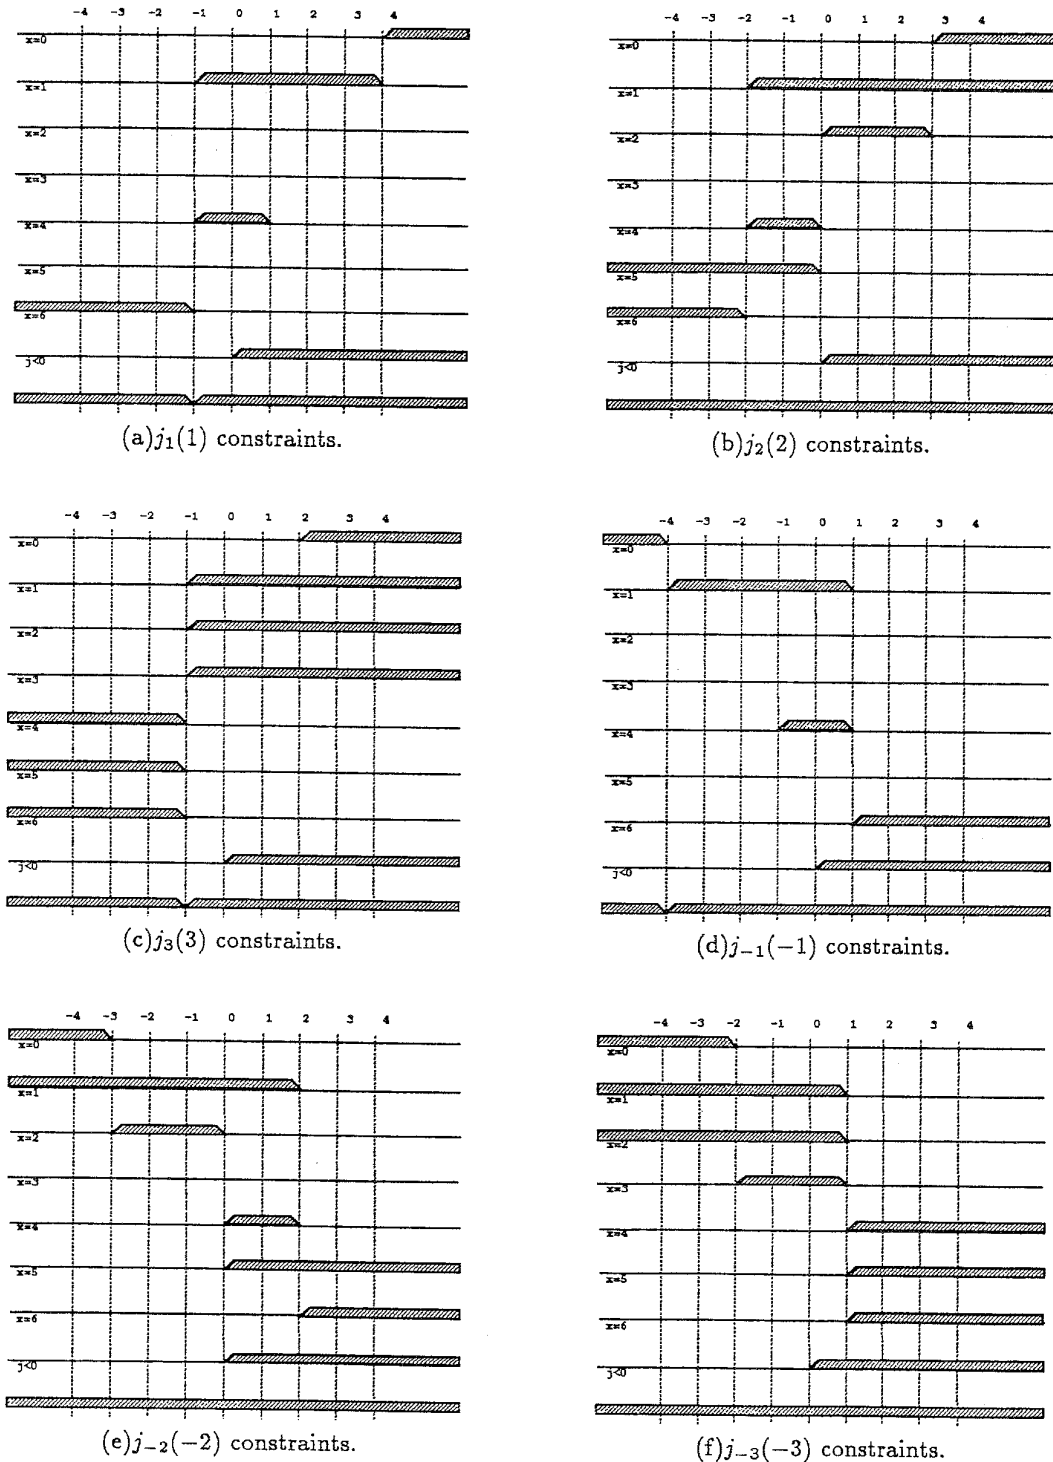 -4 -3 -2 -1 0 1 2 3 4
x=0
x=1
x=2
x=3
x=4
x=5
x=6
j<0
(a)j₁(1) constraints.
-4 -3 -2 -1 0 1 2 3 4
x=0
x=1
x=2
x=3
x=4
x=5
x=6
j<0
(b)j₂(2) constraints.
-4 -3 -2 -1 0 1 2 3 4
x=0
x=1
x=2
x=3
x=4
x=5
x=6
j<0
(c)j₃(3) constraints.
-4 -3 -2 -1 0 1 2 3 4
x=0
x=1
x=2
x=3
x=4
x=5
x=6
j<0
(d)j₋₁(−1) constraints.
-4 -3 -2 -1 0 1 2 3 4
x=0
x=1
x=2
x=3
x=4
x=5
x=6
j<0
(e)j₋₂(−2) constraints.
-4 -3 -2 -1 0 1 2 3 4
x=0
x=1
x=2
x=3
x=4
x=5
x=6
j<0
(f)j₋₃(−3) constraints.